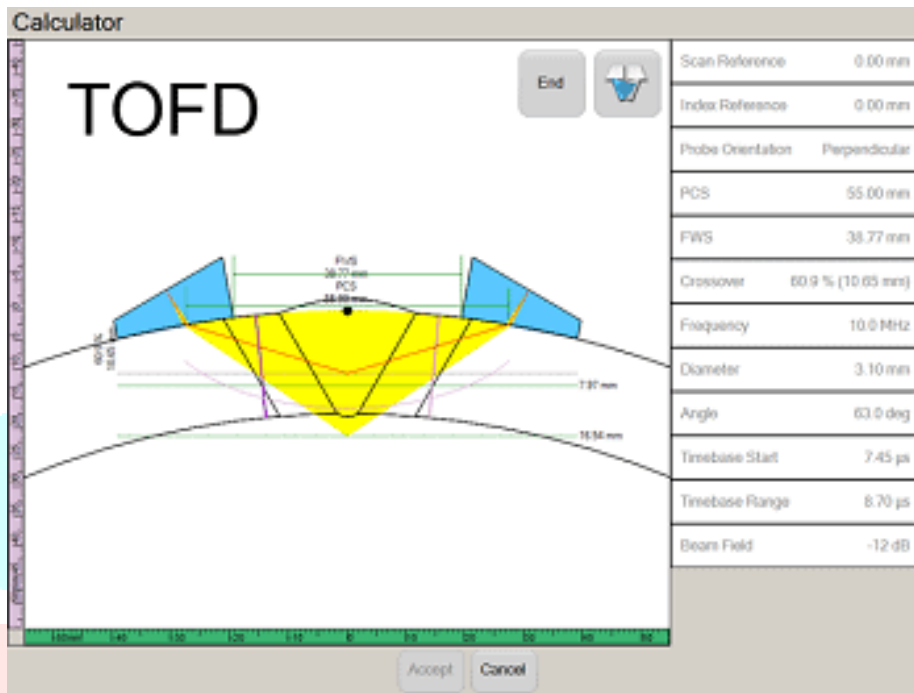 Calculator
TOFD
End
Scan Reference 0.00 mm
Index Reference 0.00 mm
Probe Orientation Perpendicular
PCS 55.00 mm
FWS 38.77 mm
Crossover 60.9 % (10.65 mm)
Frequency 10.0 MHz
Diameter 3.10 mm
Angle 63.0 deg
Timebase Start 7.45 µs
Timebase Range 8.70 µs
Beam Field -12 dB
FWS
38.77 mm
PCS
7.97 mm
16.94 mm
Accept Cancel